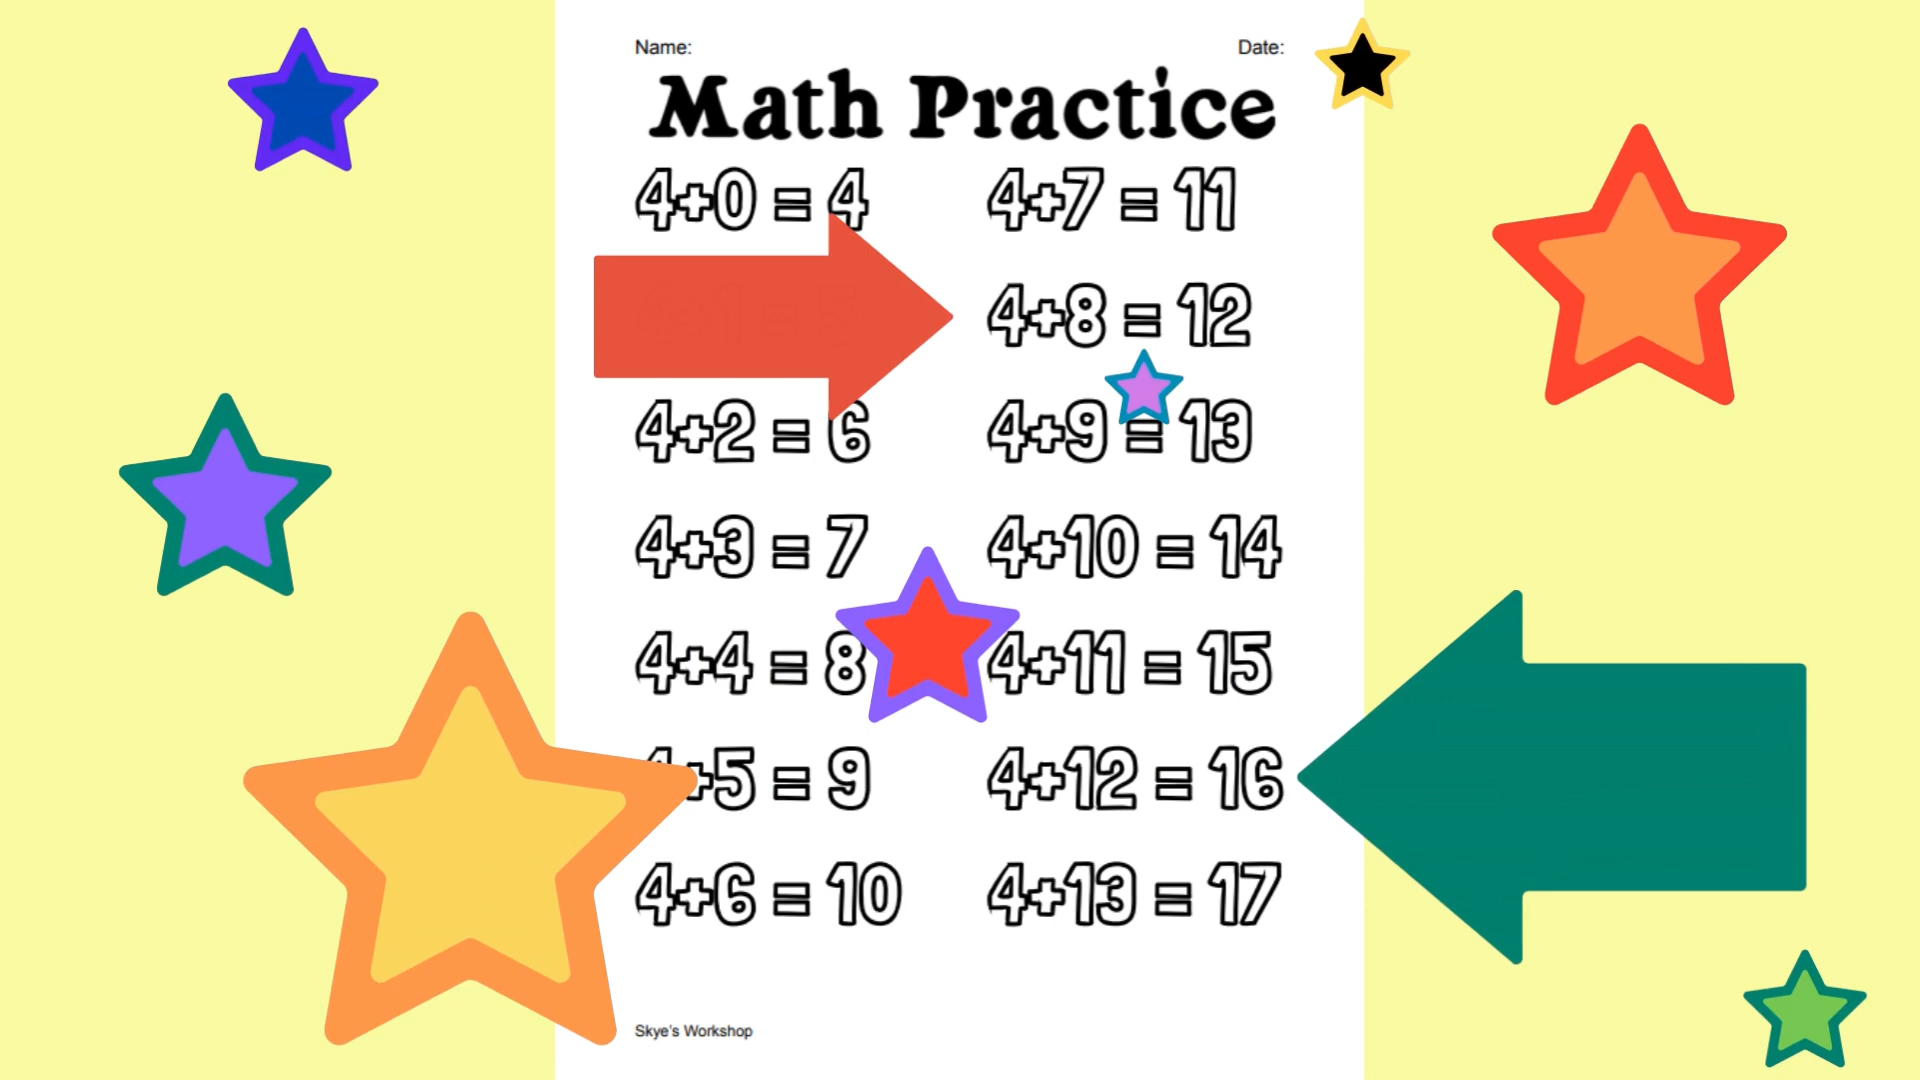 Name: Date:
Math Practice
4+0 = 4 4+7 = 11
4+8 = 12
4+2 = 6 4+9 = 13
4+3 = 7 4+10 = 14
4+4 = 8 4+11 = 15
+5 = 9 4+12 = 16
4+6 = 10 4+13 = 17
Skye's Workshop